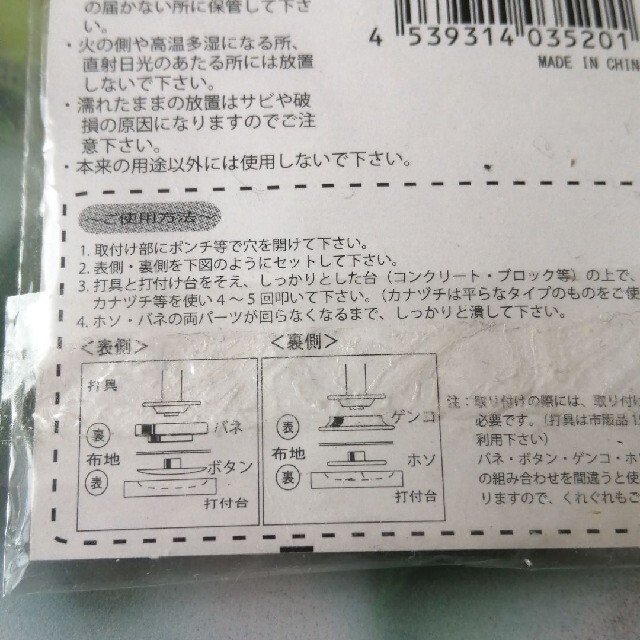 の届かない所に保管して下さ
い。
・火の側や高温多湿になる所、
直射日光のあたる所には放置
しないで下さい。
・濡れたままの放置はサビや破
損の原因になりますのでご注
意下さい。
・本来の用途以外には使用しないで下さい。
4 539314 035201
MADE IN CHIN
～ご使用方法～
1. 取付け部にポンチ等で穴を開けて下さい。
2. 表側・裏側を下図のようにセットして下さい。
3. 打具と打付け台をそえ、しっかりとした台（コンクリート・ブロック等）の上で、
カナヅチ等を使い４～５回叩いて下さい。（カナヅチは平らなタイプのものをご使
4. ホソ・バネの両パーツが回らなくなるまで、しっかりと潰して下さい。
＜表側＞
打具
裏 バネ
布地
裏 ボタン
打付台
＜裏側＞
表 ゲンコ
布地
裏 ホソ
打付台
注：取り付けの際には、取り付け
必要です。（打具は市販品
利用下さい）
バネ・ボタン・ゲンコ・ホ
の組み合わせを間違うと使
りますので、くれぐれもご